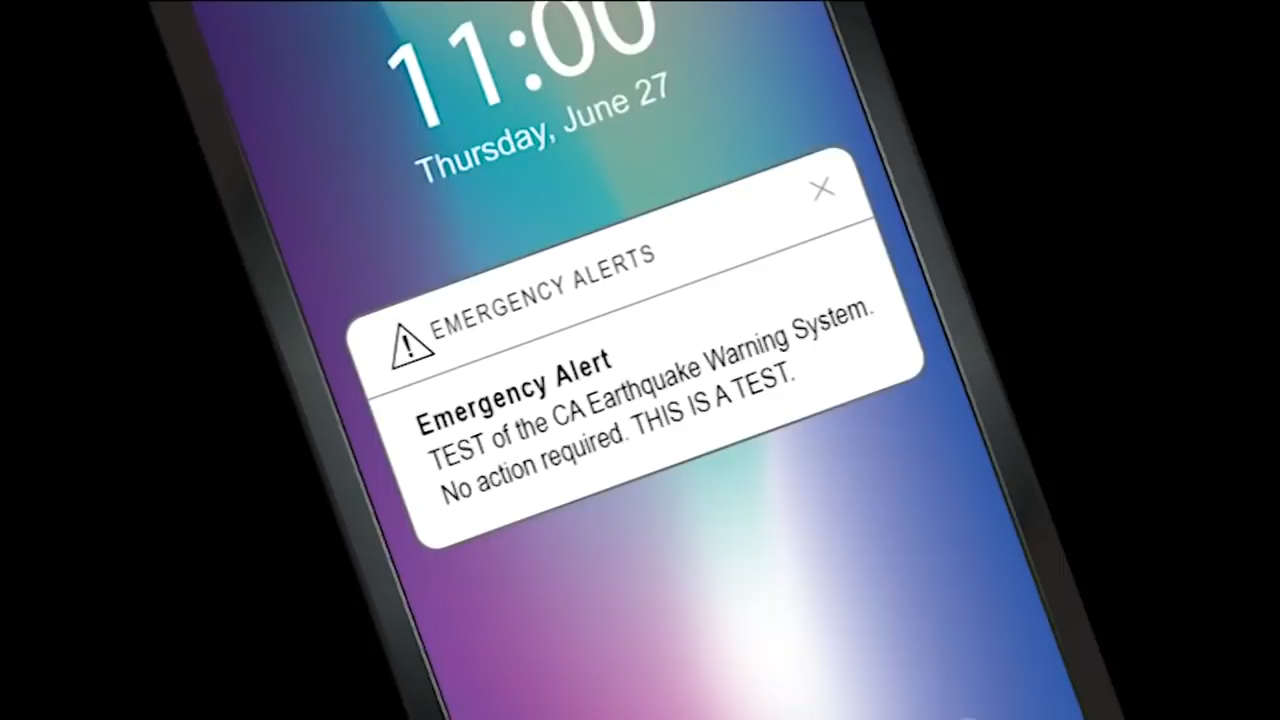 11:00
Thursday, June 27
EMERGENCY ALERTS
Emergency Alert
TEST of the CA Earthquake Warning System.
No action required. THIS IS A TEST.